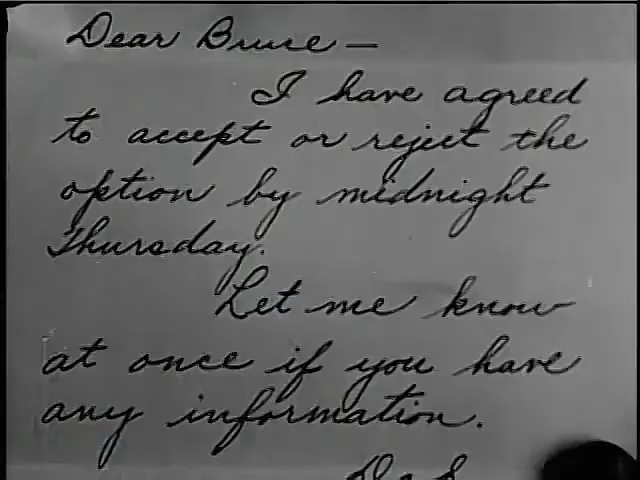 Dear Bruce —
I have agreed
to accept or reject the
option by midnight
Thursday.
Let me know
at once if you have
any information.